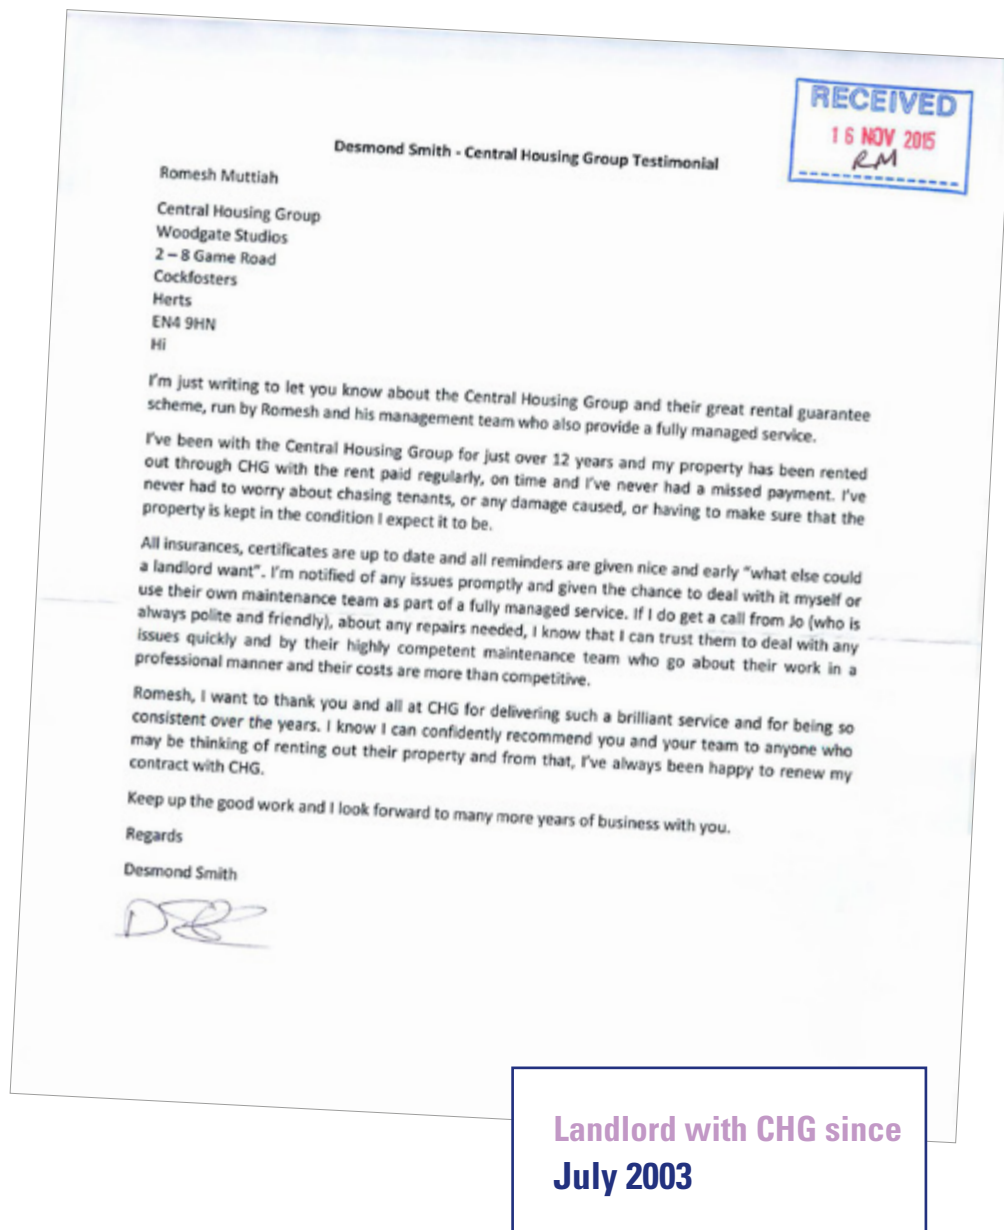 RECEIVED
16 NOV 2015
RM
Desmond Smith - Central Housing Group Testimonial
Romesh Muttiah
Central Housing Group
Woodgate Studios
2 – 8 Game Road
Cockfosters
Herts
EN4 9HN
Hi
I'm just writing to let you know about the Central Housing Group and their great rental guarantee
scheme, run by Romesh and his management team who also provide a fully managed service.
I've been with the Central Housing Group for just over 12 years and my property has been rented
out through CHG with the rent paid regularly, on time and I've never had a missed payment. I've
never had to worry about chasing tenants, or any damage caused, or having to make sure that the
property is kept in the condition I expect it to be.
All insurances, certificates are up to date and all reminders are given nice and early "what else could
a landlord want". I'm notified of any issues promptly and given the chance to deal with it myself or
use their own maintenance team as part of a fully managed service. If I do get a call from Jo (who is
always polite and friendly), about any repairs needed, I know that I can trust them to deal with any
issues quickly and by their highly competent maintenance team who go about their work in a
professional manner and their costs are more than competitive.
Romesh, I want to thank you and all at CHG for delivering such a brilliant service and for being so
consistent over the years. I know I can confidently recommend you and your team to anyone who
may be thinking of renting out their property and from that, I've always been happy to renew my
contract with CHG.
Keep up the good work and I look forward to many more years of business with you.
Regards
Desmond Smith
Landlord with CHG since
July 2003